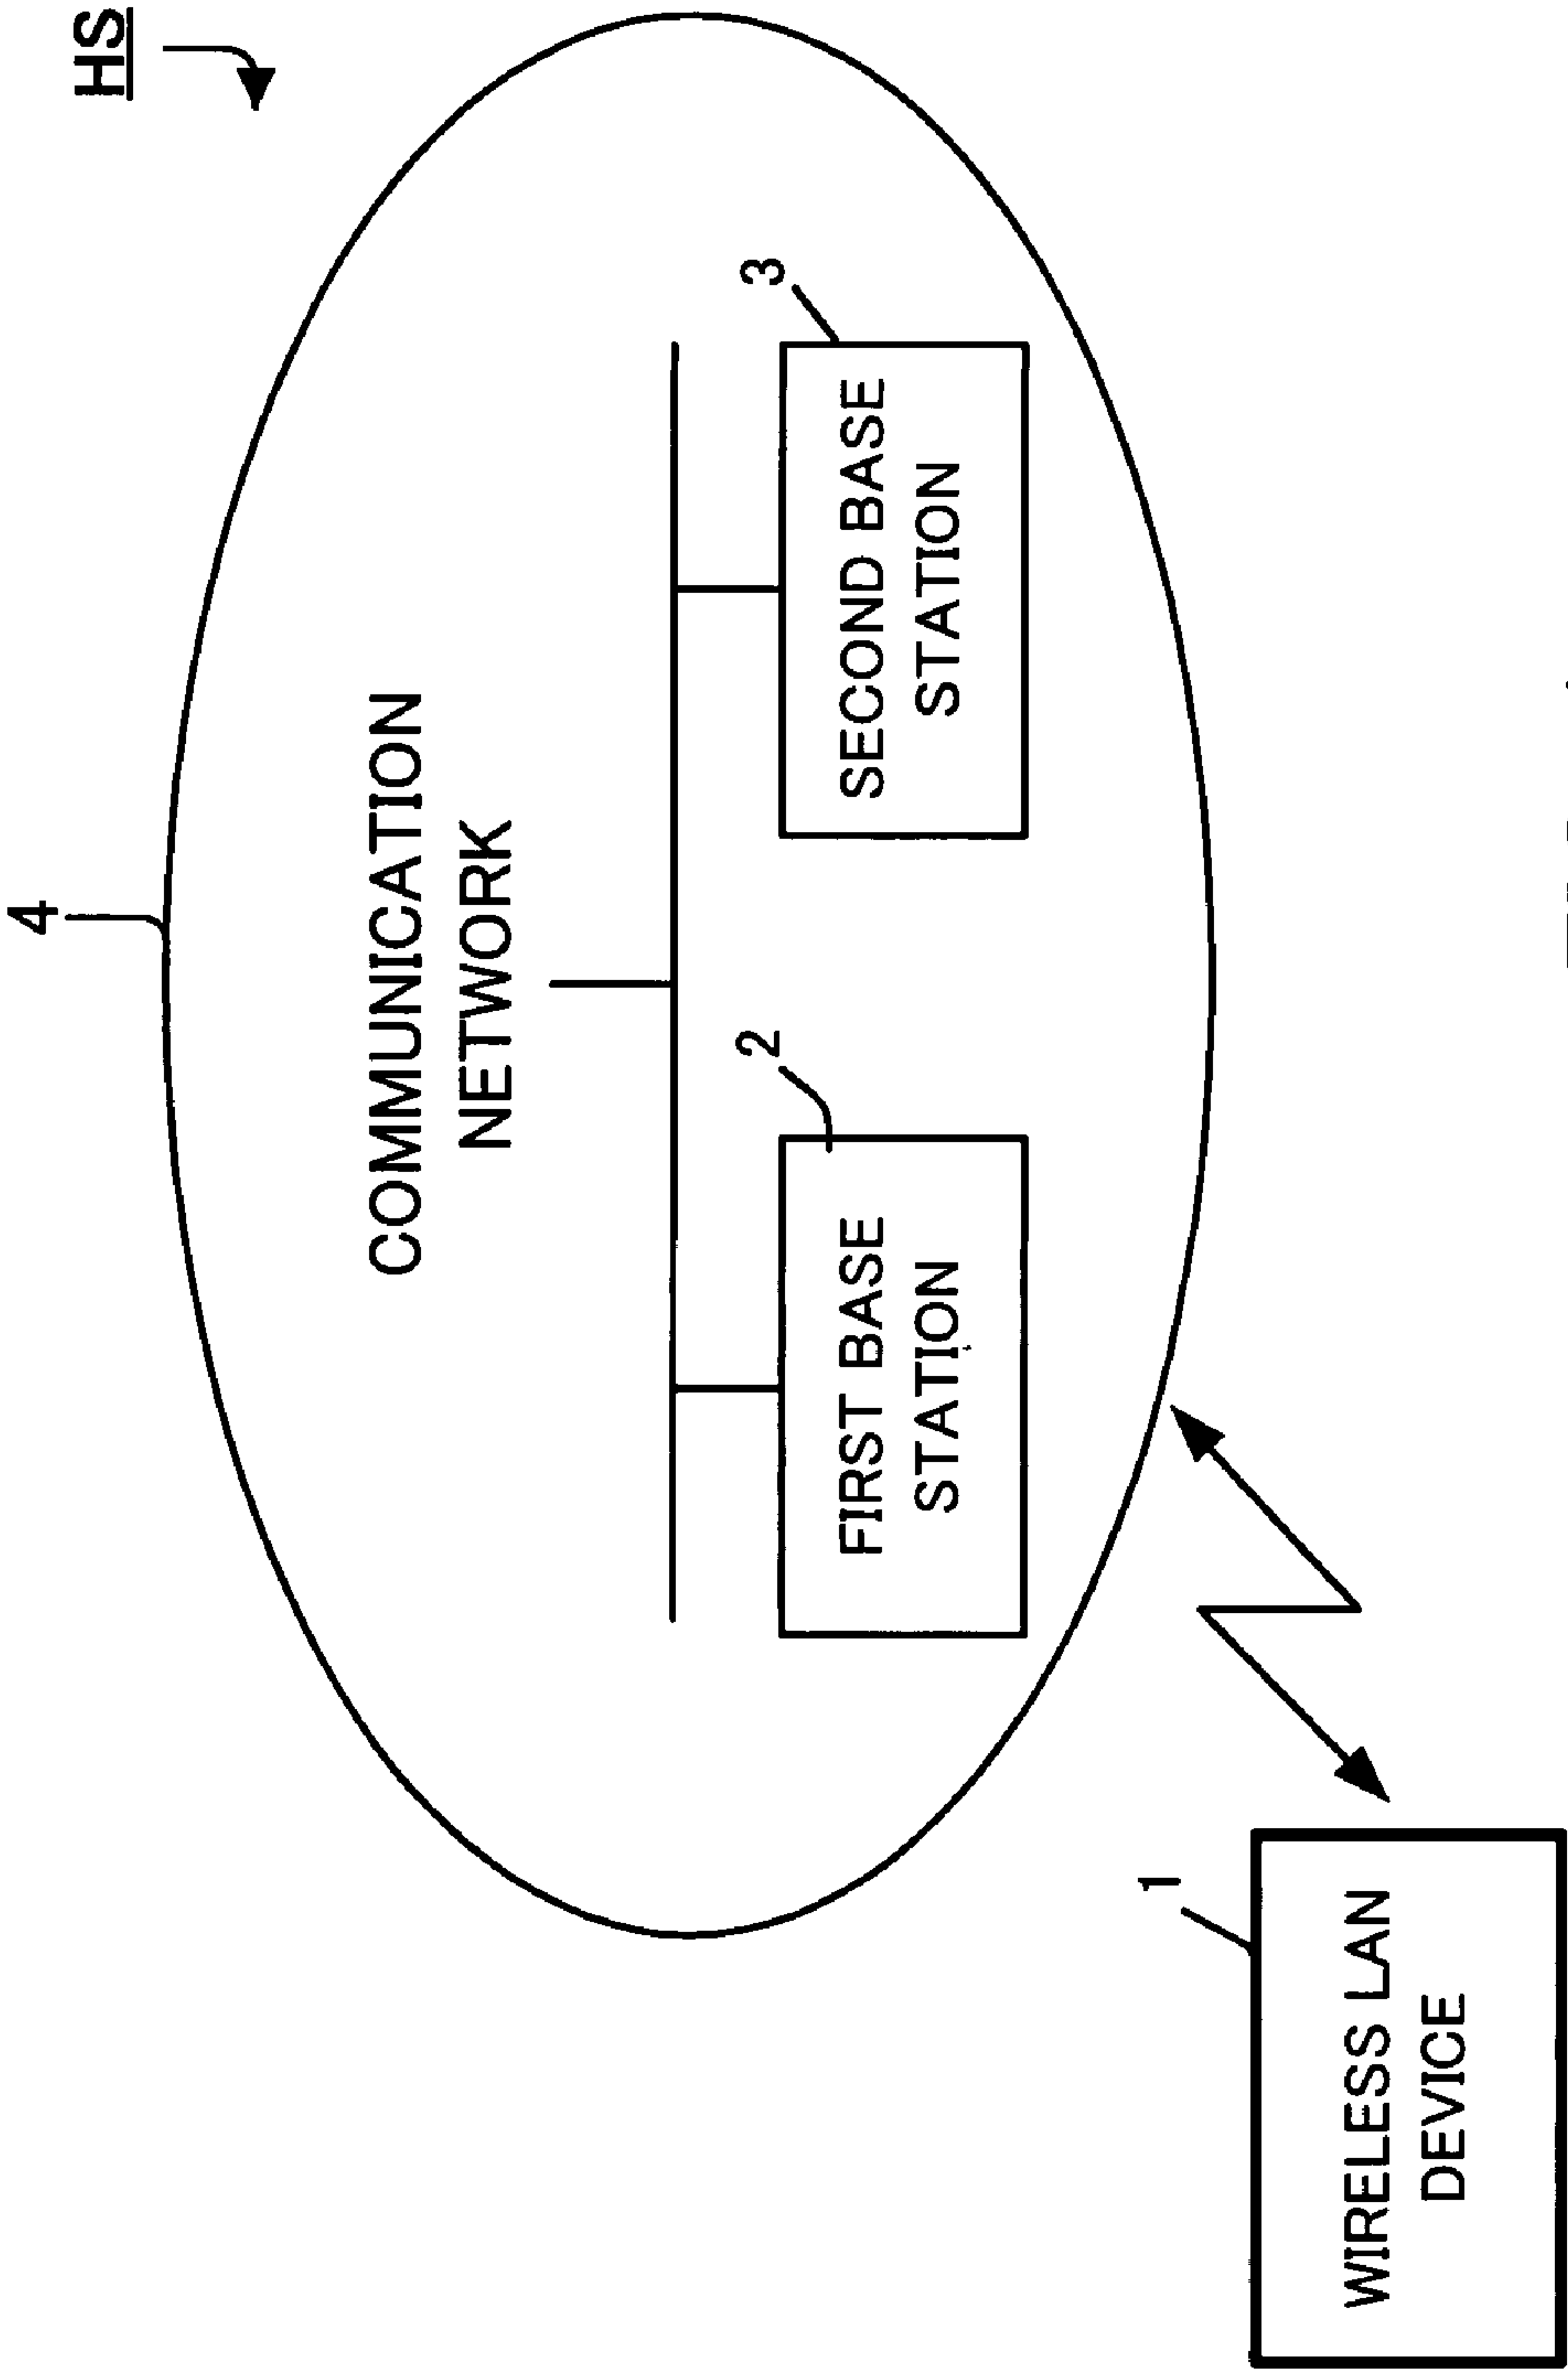 HS
4
COMMUNICATION
NETWORK
2
3
FIRST BASE
STATION
SECOND BASE
STATION
1
WIRELESS LAN
DEVICE